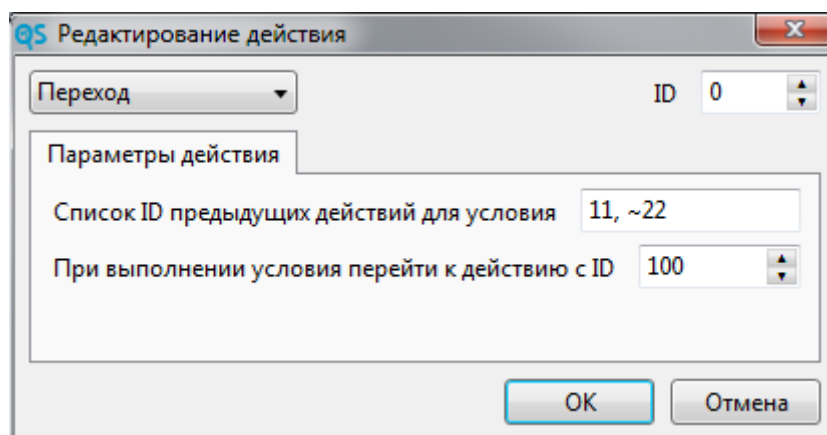 QS Редактирование действия
Переход ID 0
Параметры действия
Список ID предыдущих действий для условия 11, ~22
При выполнении условия перейти к действию с ID 100
OK Отмена